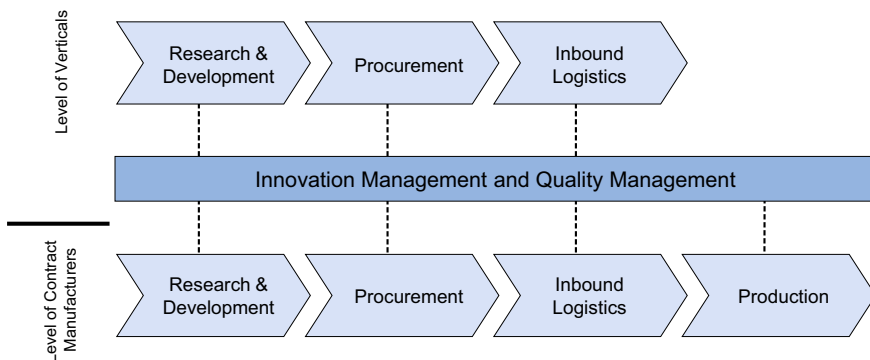 Level of Verticals
Research &
Development
Procurement
Inbound
Logistics
Innovation Management and Quality Management
Level of Contract
Manufacturers
Research &
Development
Procurement
Inbound
Logistics
Production